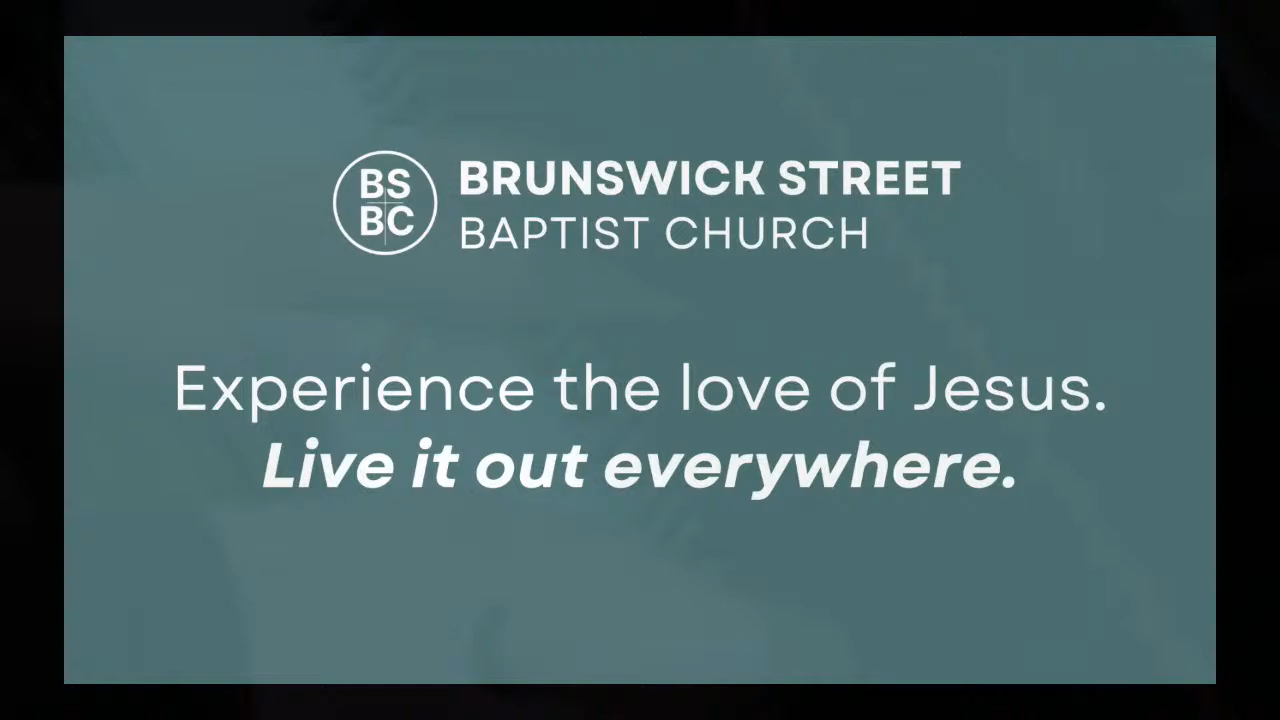 BS
BC
BRUNSWICK STREET
BAPTIST CHURCH
Experience the love of Jesus.
Live it out everywhere.